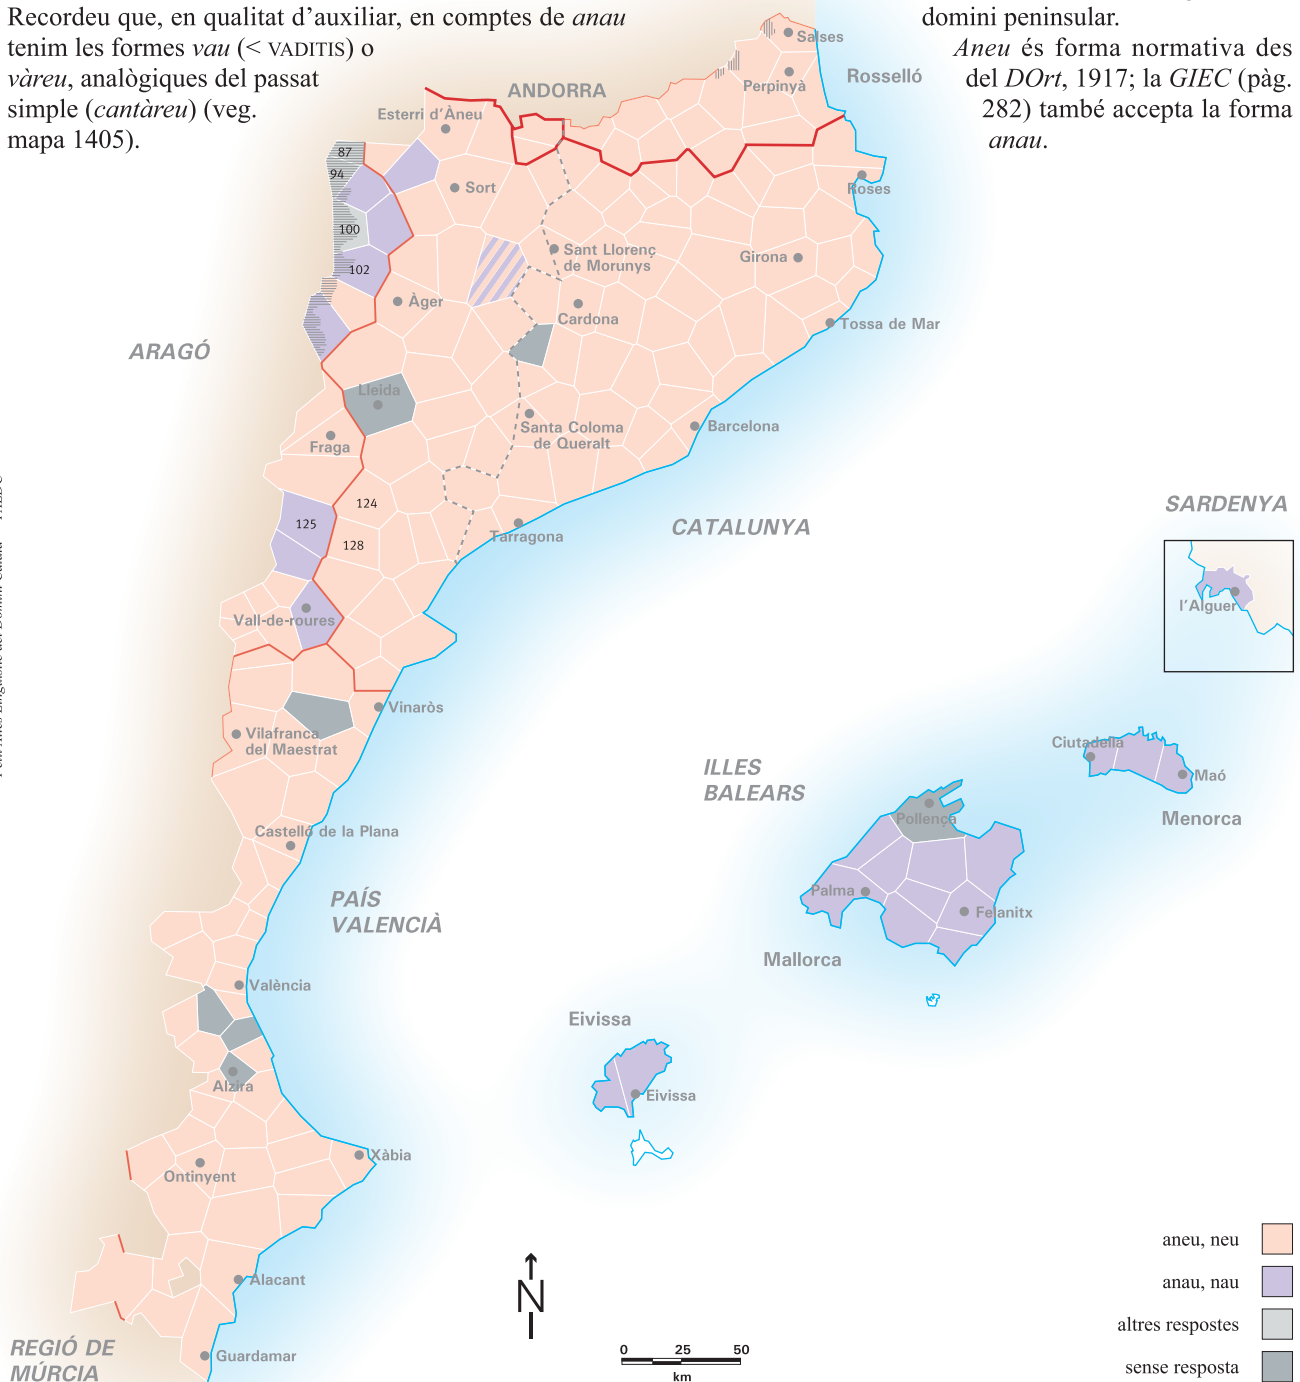 Recordeu que, en qualitat d’auxiliar, en comptes de anau
tenim les formes vau (< VADITIS) o
vàreu, analògiques del passat
simple (cantàreu) (veg.
mapa 1405).
domini peninsular.
Aneu és forma normativa des
del DOrt, 1917; la GIEC (pàg.
282) també accepta la forma
anau.
Salses
Perpinyà
Rosselló
ANDORRA
Esterri d’Àneu
87
94
Sort
Roses
100
102
Sant Llorenç
de Morunys
Girona
Àger
Cardona
Tossa de Mar
ARAGÓ
Lleida
Santa Coloma
de Queralt
Barcelona
Fraga
124
125
128
Tarragona
CATALUNYA
SARDENYA
l’Alguer
Vall-de-roures
Vinaròs
Vilafranca
del Maestrat
ILLES
BALEARS
Ciutadella
Maó
Menorca
Pollença
Castelló de la Plana
Palma
Felanitx
PAÍS
VALENCIÀ
Mallorca
València
Eivissa
Alzira
Eivissa
Xàbia
Ontinyent
Alacant
Guardamar
REGIÓ DE
MÚRCIA
N
0 25 50
km
aneu, neu
anau, nau
altres respostes
sense resposta